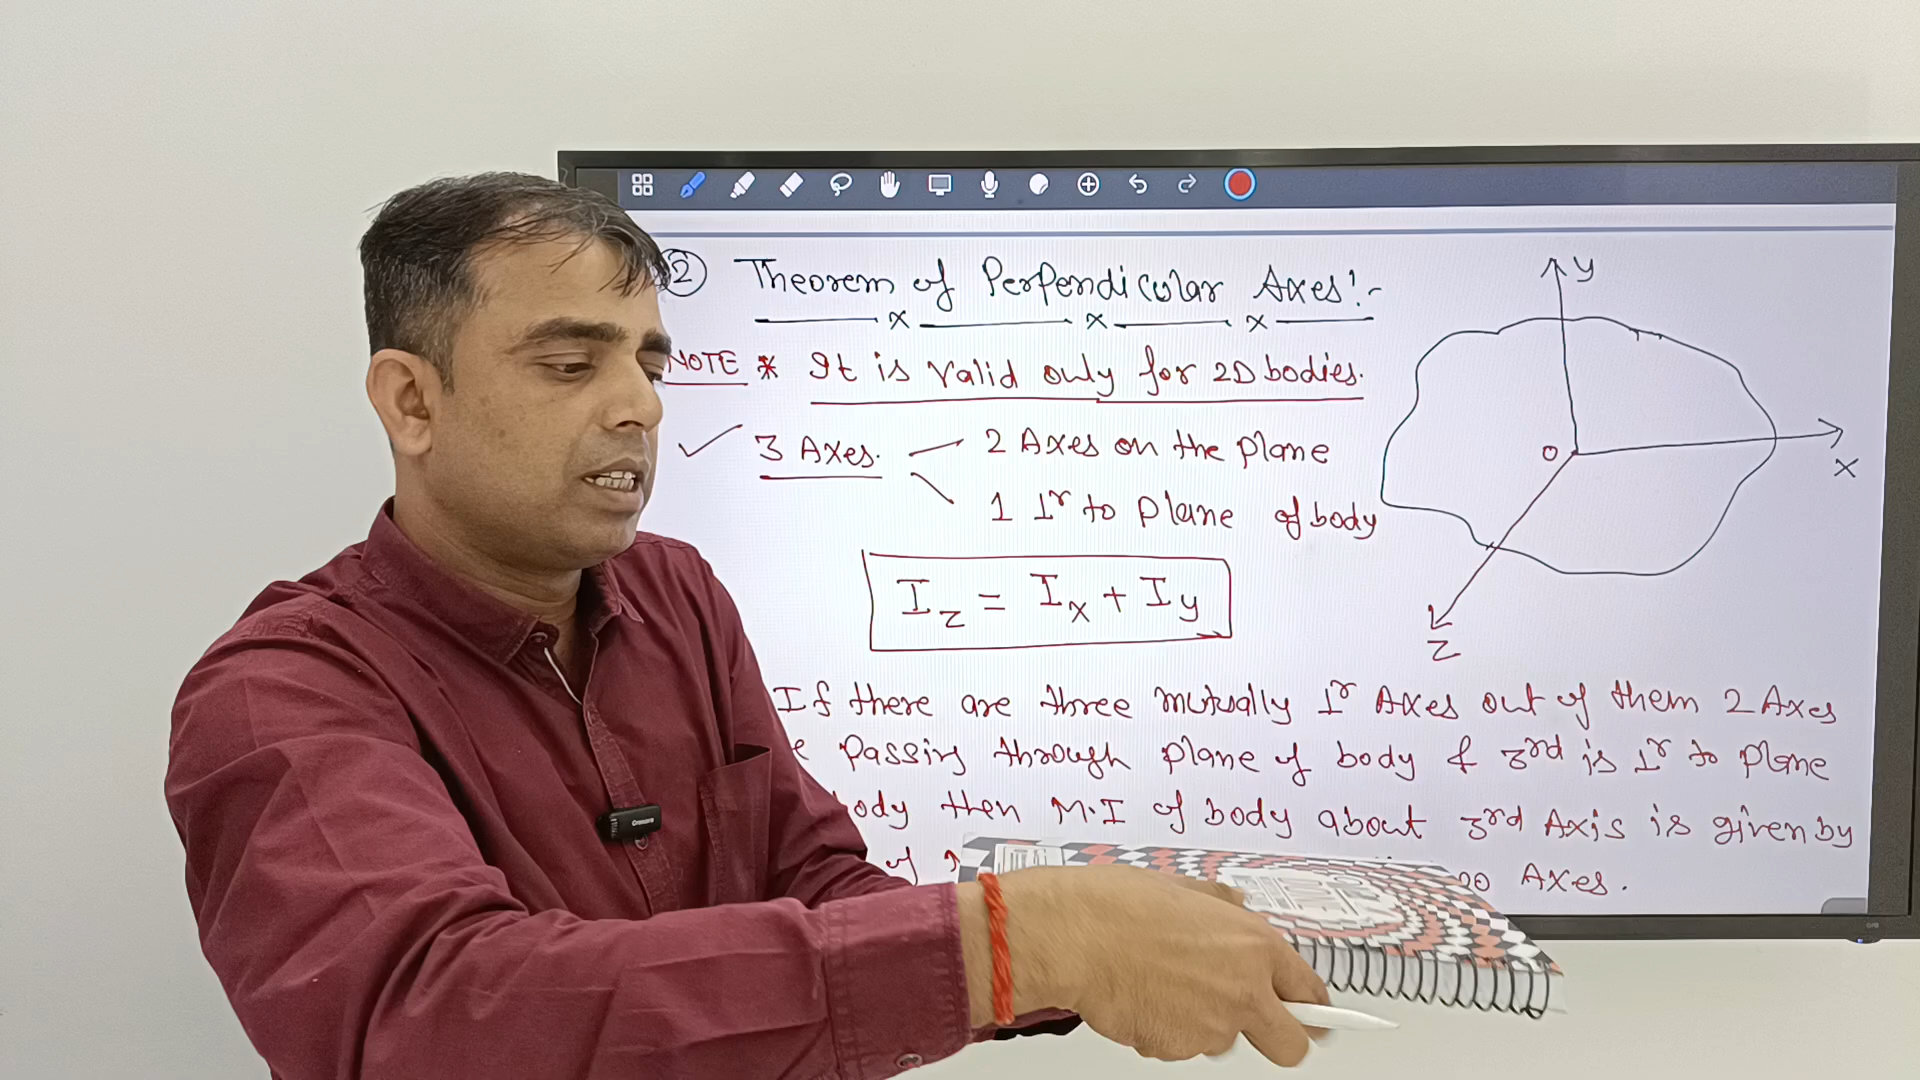 ② Theorem of Perpendicular Axes:-
NOTE * It is valid only for 2D bodies.
✓ 3 Axes. 2 Axes on the plane
1 ⊥r to plane of body
Iz = Ix + Iy
If there are three mutually ⊥r Axes out of them 2 Axes
Passing through plane of body & 3rd is ⊥r to plane
body then M.I of body about 3rd Axis is given by
of Axes.
y
x
O
z